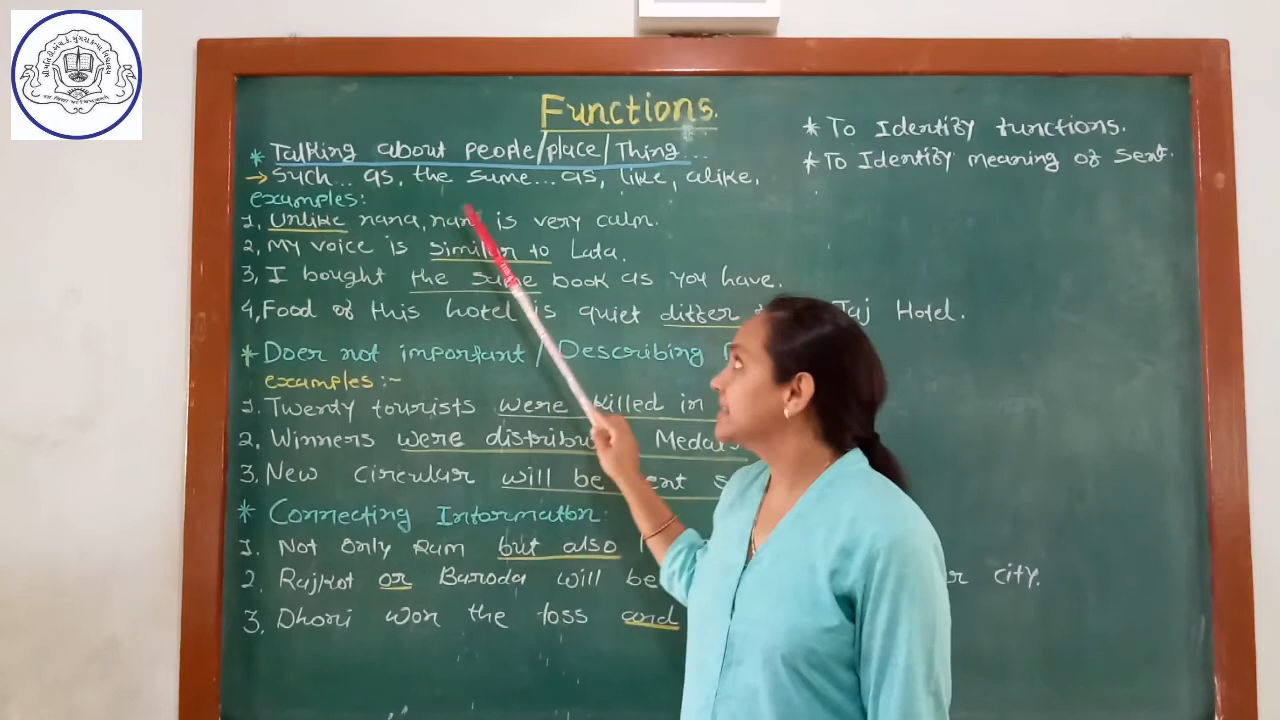 Functions.
* Talking about people/place/Thing...
→ Such... as, the same... as, like, alike.
examples:
1. Unlike nana, nani is very calm.
2, My voice is similar to Lata.
3, I bought the same book as you have.
4, Food of this hotel is quiet differ Taj Hotel.
* Doer not important / Describing
examples:-
1. Twenty tourists were killed in
2. Winners were distribu Medals
3. New Circular will be sent
* Connecting Information:
1. Not Only Ram but also
2. Rajkot or Baroda will be city.
3, Dhoni won the toss and
* To Identify functions.
* To Identify meaning of Sent.